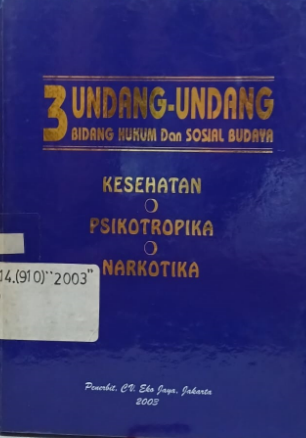 3 UNDANG-UNDANG
BIDANG HUKUM Dan SOSIAL BUDAYA
KESEHATAN
PSIKOTROPIKA
NARKOTIKA
14.(910)"2003"
Penerbit, CV. Eko Jaya, Jakarta
2003